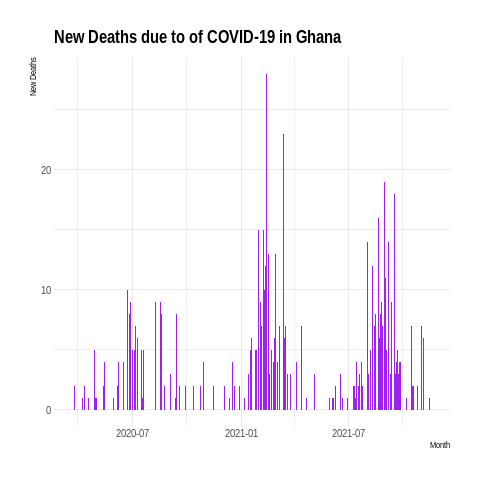 New Deaths due to of COVID-19 in Ghana
New Deaths
20
10
0
2020-07
2021-01
2021-07
Month